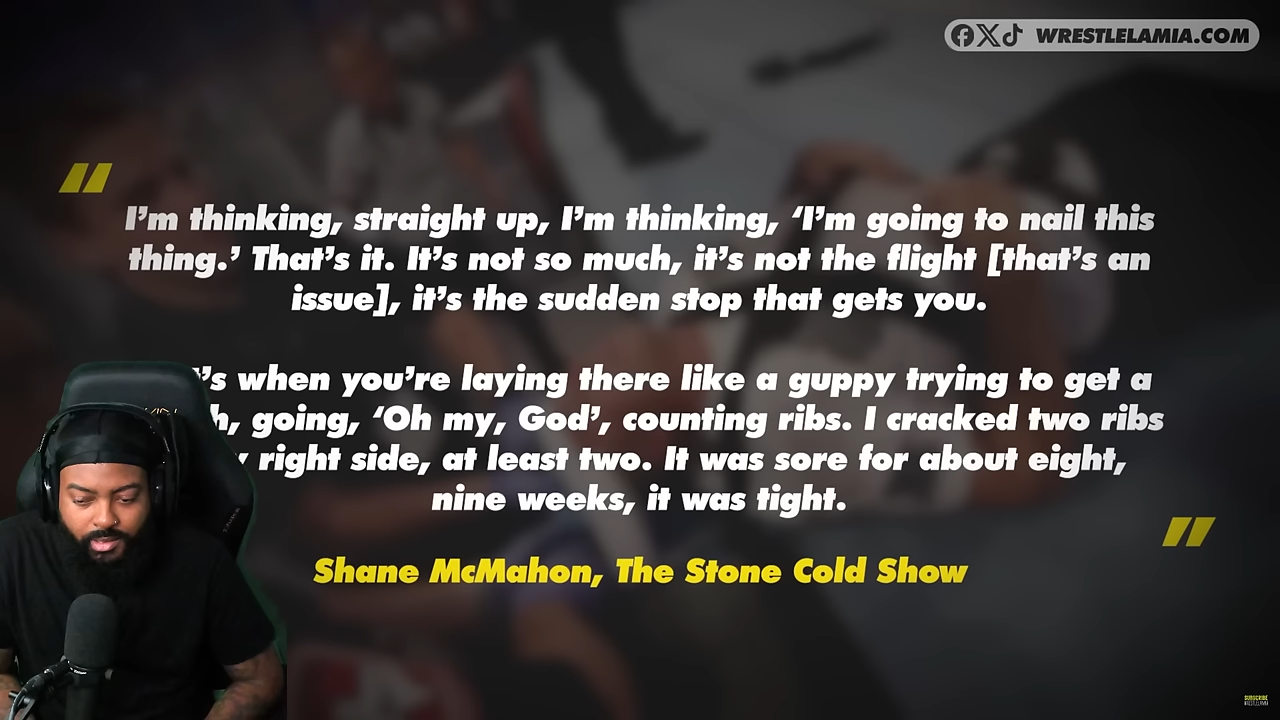 WRESTLELAMIA.COM
"
I'm thinking, straight up, I'm thinking, 'I'm going to nail this
thing.' That's it. It's not so much, it's not the flight [that's an
issue], it's the sudden stop that gets you.
when you're laying there like a guppy trying to get a
going, 'Oh my, God', counting ribs. I cracked two ribs
right side, at least two. It was sore for about eight,
nine weeks, it was tight.
"
Shane McMahon, The Stone Cold Show
SUBSCRIBE
WRESTLELAMIA